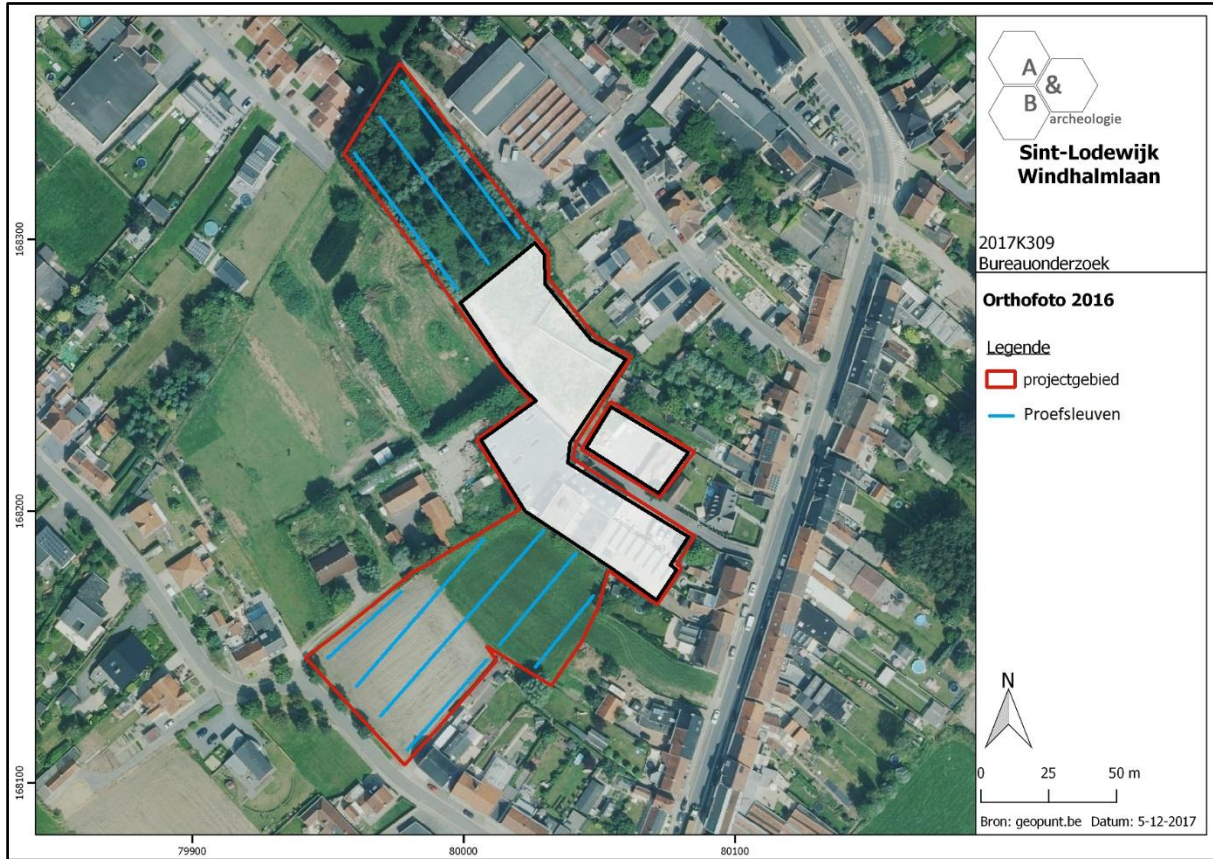 A
&
B
archeologie
Sint-Lodewijk
Windhalmlaan
2017K309
Bureauonderzoek
Orthofoto 2016
Legende
projectgebied
Proefsleuven
N
0 25 50 m
Bron: geopunt.be Datum: 5-12-2017
168300
168200
168100
79900 80000 80100